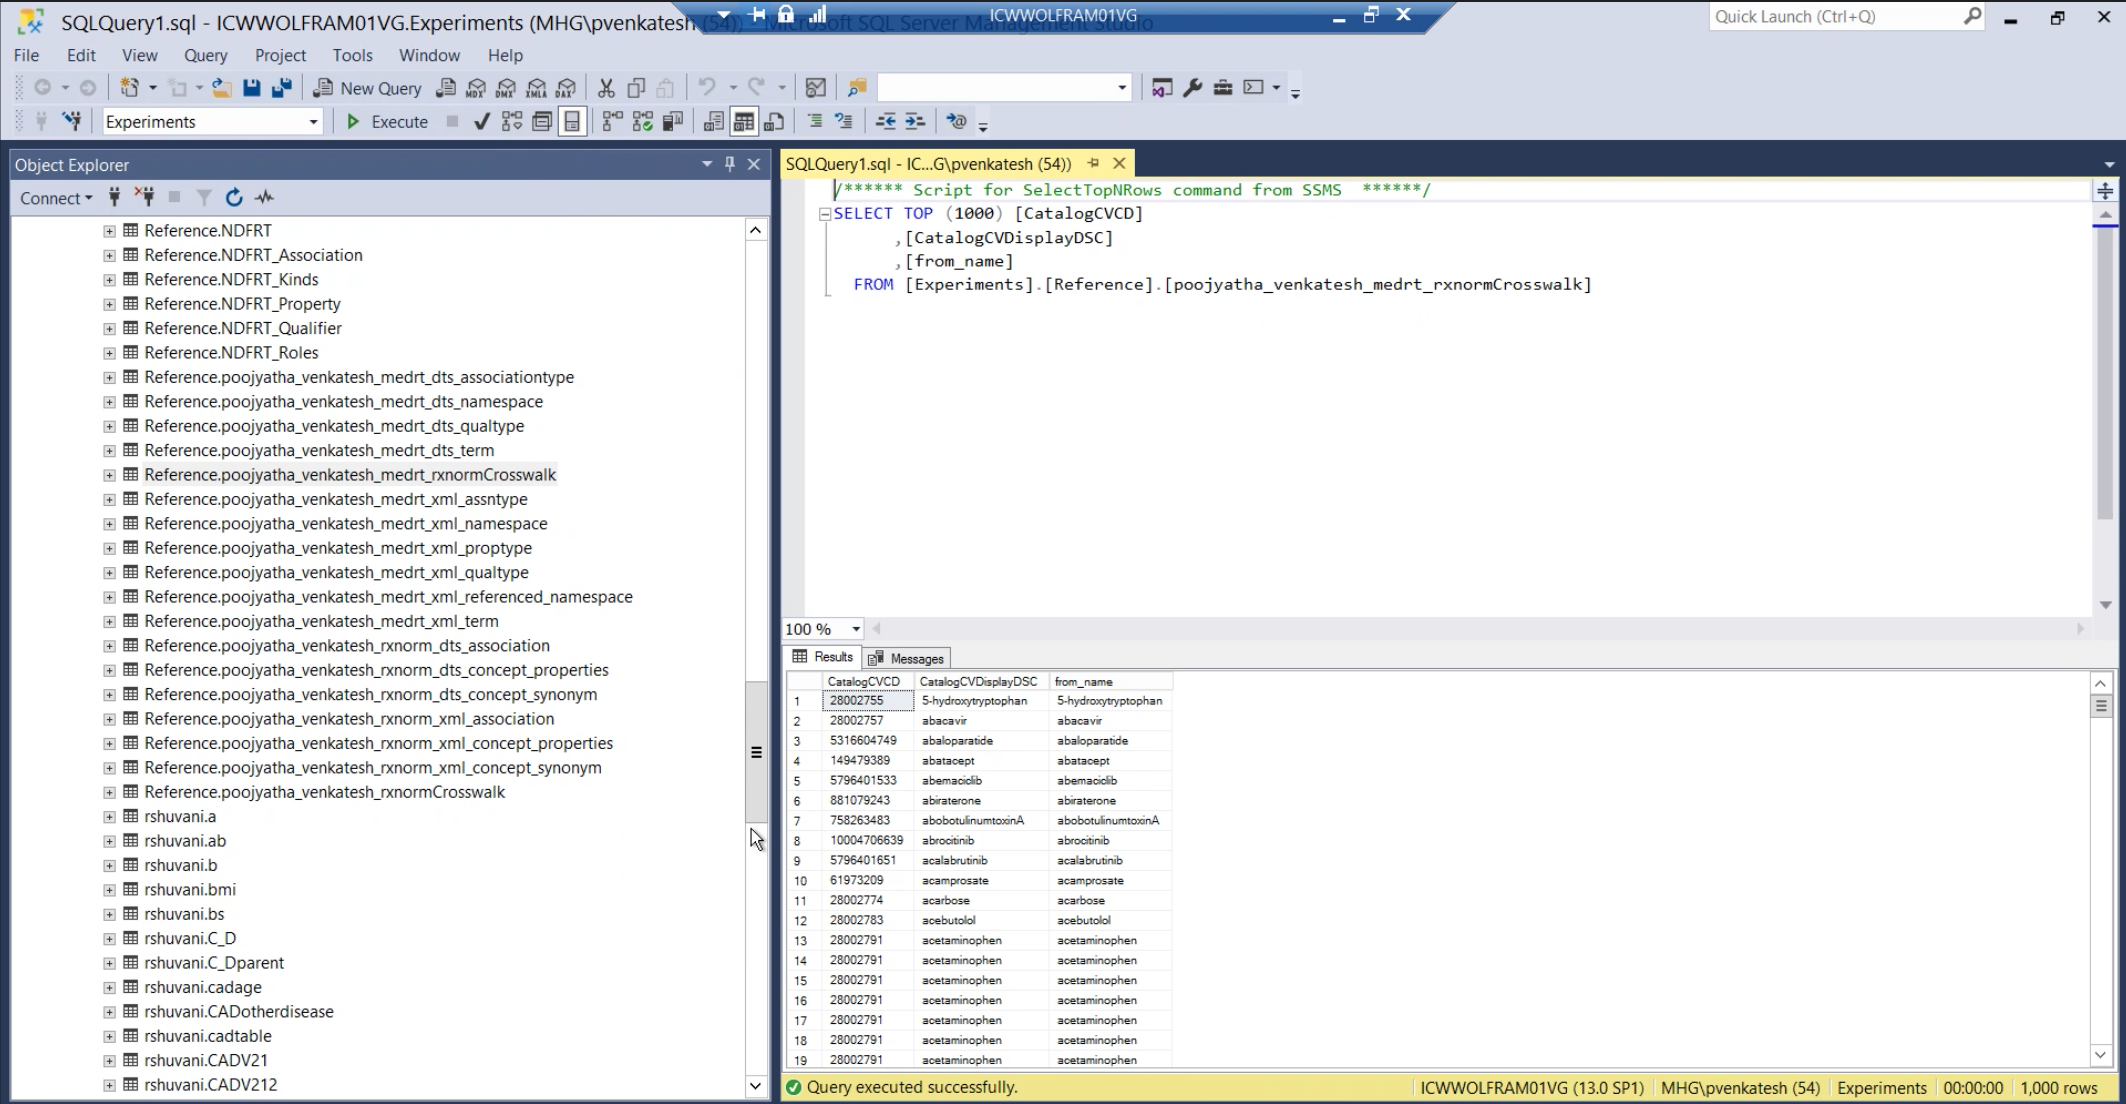 SQLQuery1.sql - ICWWOLFRAM01VG.Experiments (MHG\pvenkatesh (54)) - Microsoft SQL Server Management Studio
ICWWOLFRAM01VG
Quick Launch (Ctrl+Q)
File Edit View Query Project Tools Window Help
New Query MDX DMX XMLA DAX
Experiments Execute
Object Explorer
Connect
Reference.NDFRT
Reference.NDFRT_Association
Reference.NDFRT_Kinds
Reference.NDFRT_Property
Reference.NDFRT_Qualifier
Reference.NDFRT_Roles
Reference.poojyatha_venkatesh_medrt_dts_associationtype
Reference.poojyatha_venkatesh_medrt_dts_namespace
Reference.poojyatha_venkatesh_medrt_dts_qualtype
Reference.poojyatha_venkatesh_medrt_dts_term
Reference.poojyatha_venkatesh_medrt_rxnormCrosswalk
Reference.poojyatha_venkatesh_medrt_xml_assntype
Reference.poojyatha_venkatesh_medrt_xml_namespace
Reference.poojyatha_venkatesh_medrt_xml_proptype
Reference.poojyatha_venkatesh_medrt_xml_qualtype
Reference.poojyatha_venkatesh_medrt_xml_referenced_namespace
Reference.poojyatha_venkatesh_medrt_xml_term
Reference.poojyatha_venkatesh_rxnorm_dts_association
Reference.poojyatha_venkatesh_rxnorm_dts_concept_properties
Reference.poojyatha_venkatesh_rxnorm_dts_concept_synonym
Reference.poojyatha_venkatesh_rxnorm_xml_association
Reference.poojyatha_venkatesh_rxnorm_xml_concept_properties
Reference.poojyatha_venkatesh_rxnorm_xml_concept_synonym
Reference.poojyatha_venkatesh_rxnormCrosswalk
rshuvani.a
rshuvani.ab
rshuvani.b
rshuvani.bmi
rshuvani.bs
rshuvani.C_D
rshuvani.C_Dparent
rshuvani.cadage
rshuvani.CADotherdisease
rshuvani.cadtable
rshuvani.CADV21
rshuvani.CADV212
SQLQuery1.sql - IC...G\pvenkatesh (54))
/****** Script for SelectTopNRows command from SSMS ******/
SELECT TOP (1000) [CatalogCVCD]
,[CatalogCVDisplayDSC]
,[from_name]
FROM [Experiments].[Reference].[poojyatha_venkatesh_medrt_rxnormCrosswalk]
100 %
Results Messages
CatalogCVCD CatalogCVDisplayDSC from_name
1 28002755 5-hydroxytryptophan 5-hydroxytryptophan
2 28002757 abacavir abacavir
3 5316604749 abaloparatide abaloparatide
4 149479389 abatacept abatacept
5 5796401533 abemaciclib abemaciclib
6 881079243 abiraterone abiraterone
7 758263483 abobotulinumtoxinA abobotulinumtoxinA
8 10004706639 abrocitinib abrocitinib
9 5796401651 acalabrutinib acalabrutinib
10 61973209 acamprosate acamprosate
11 28002774 acarbose acarbose
12 28002783 acebutolol acebutolol
13 28002791 acetaminophen acetaminophen
14 28002791 acetaminophen acetaminophen
15 28002791 acetaminophen acetaminophen
16 28002791 acetaminophen acetaminophen
17 28002791 acetaminophen acetaminophen
18 28002791 acetaminophen acetaminophen
19 28002791 acetaminophen acetaminophen
Query executed successfully. ICWWOLFRAM01VG (13.0 SP1) MHG\pvenkatesh (54) Experiments 00:00:00 1,000 rows